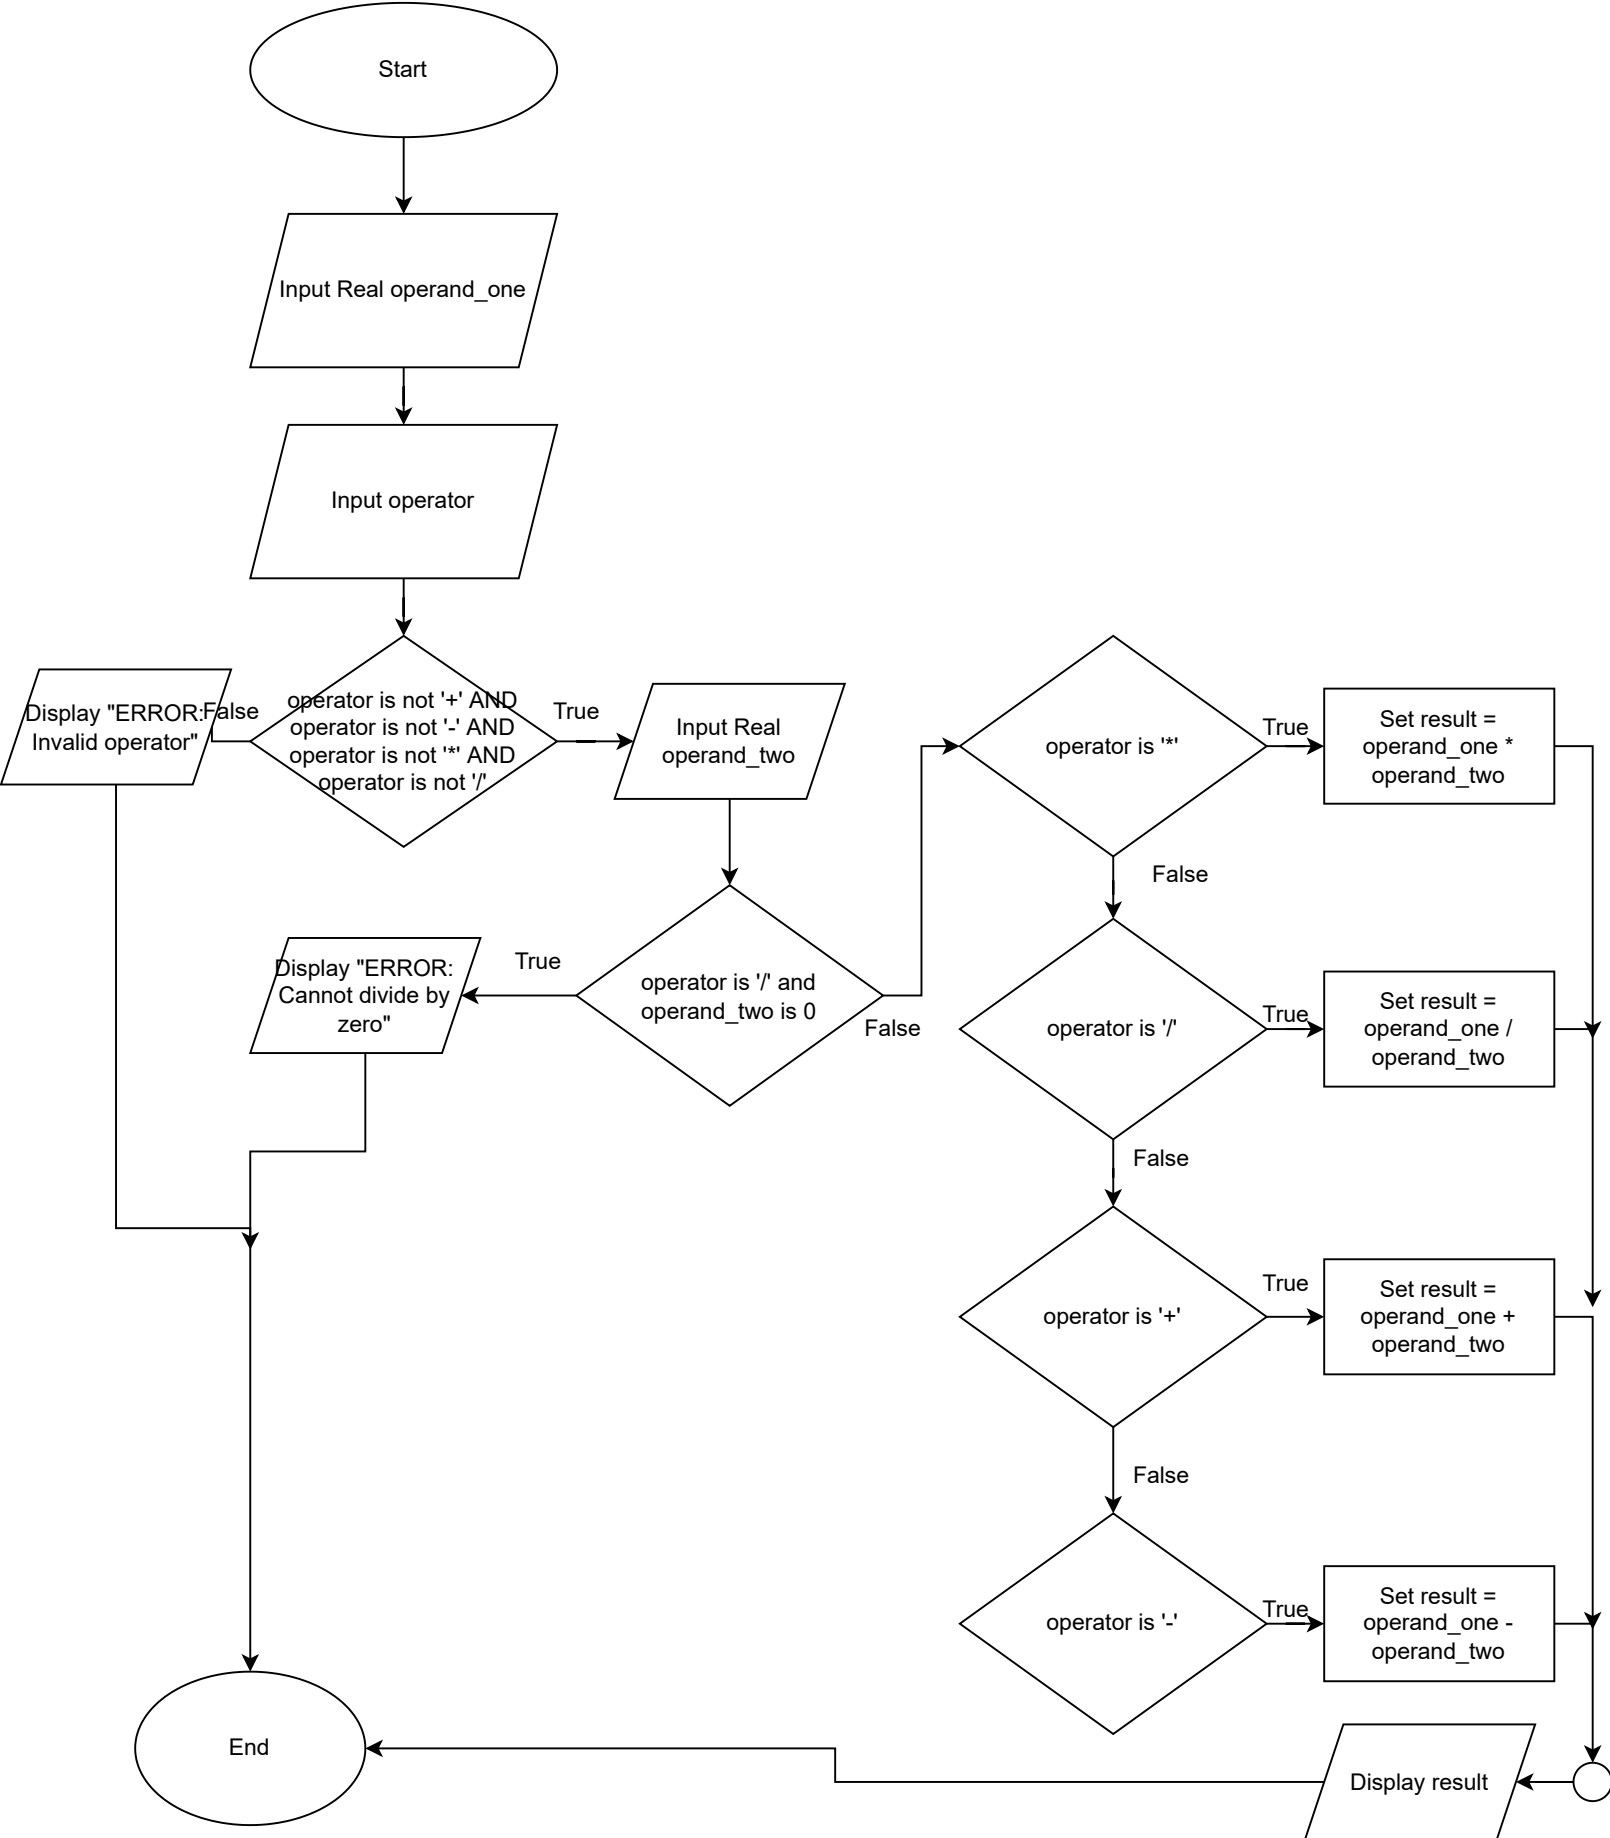 Start
Input Real operand_one
Input operator
operator is not '+' AND
operator is not '-' AND
operator is not '*' AND
operator is not '/'
False
Display "ERROR:
Invalid operator"
True
Input Real
operand_two
operator is '/' and
operand_two is 0
True
Display "ERROR:
Cannot divide by
zero"
False
operator is '*'
True
Set result =
operand_one *
operand_two
False
operator is '/'
True
Set result =
operand_one /
operand_two
False
operator is '+'
True
Set result =
operand_one +
operand_two
False
operator is '-'
True
Set result =
operand_one -
operand_two
Display result
End